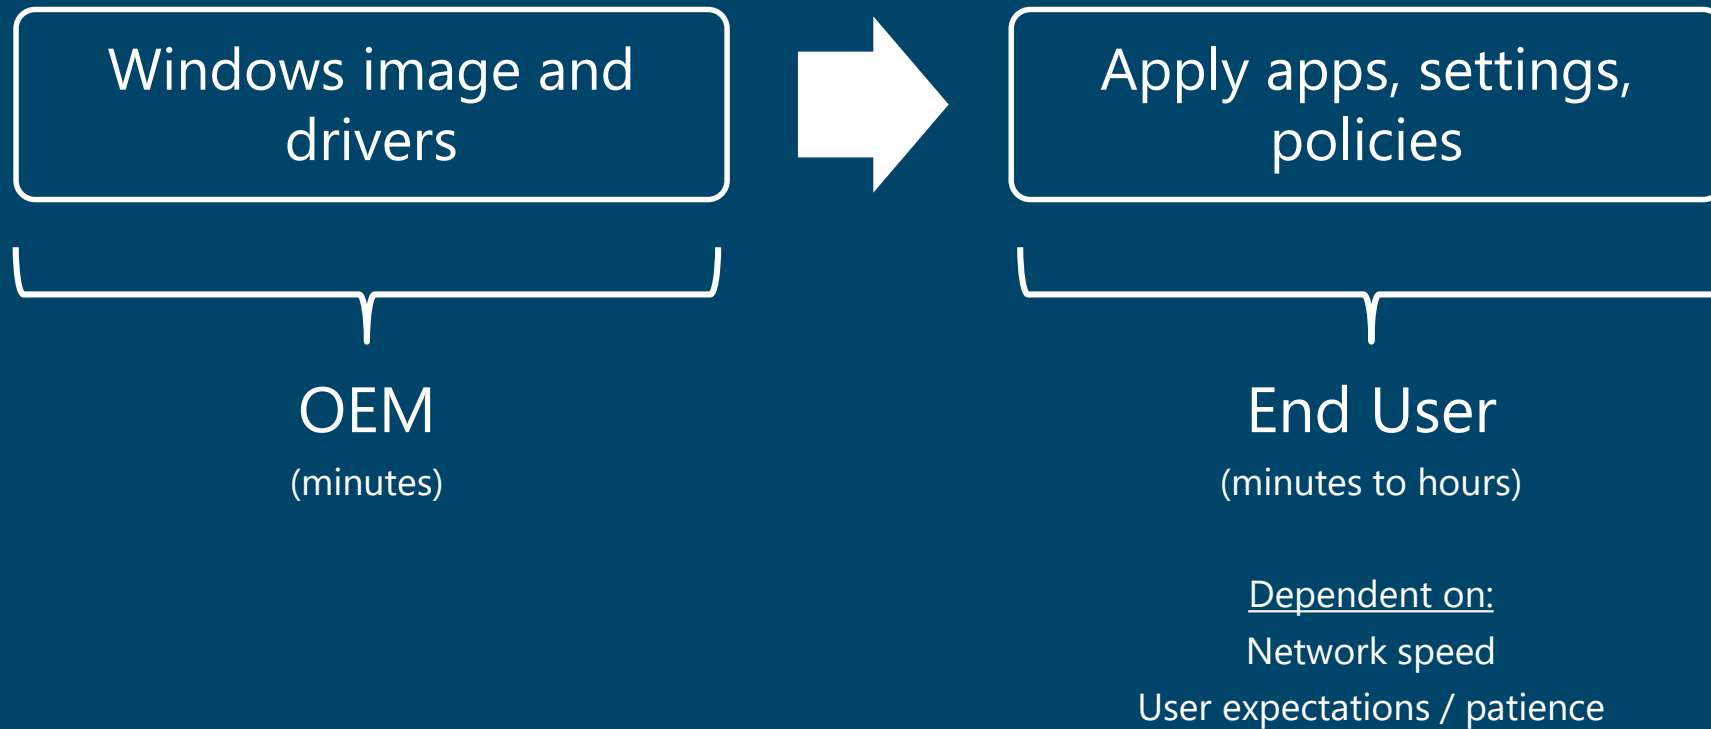 Windows image and
drivers
Apply apps, settings,
policies
OEM
(minutes)
End User
(minutes to hours)
Dependent on:
Network speed
User expectations / patience